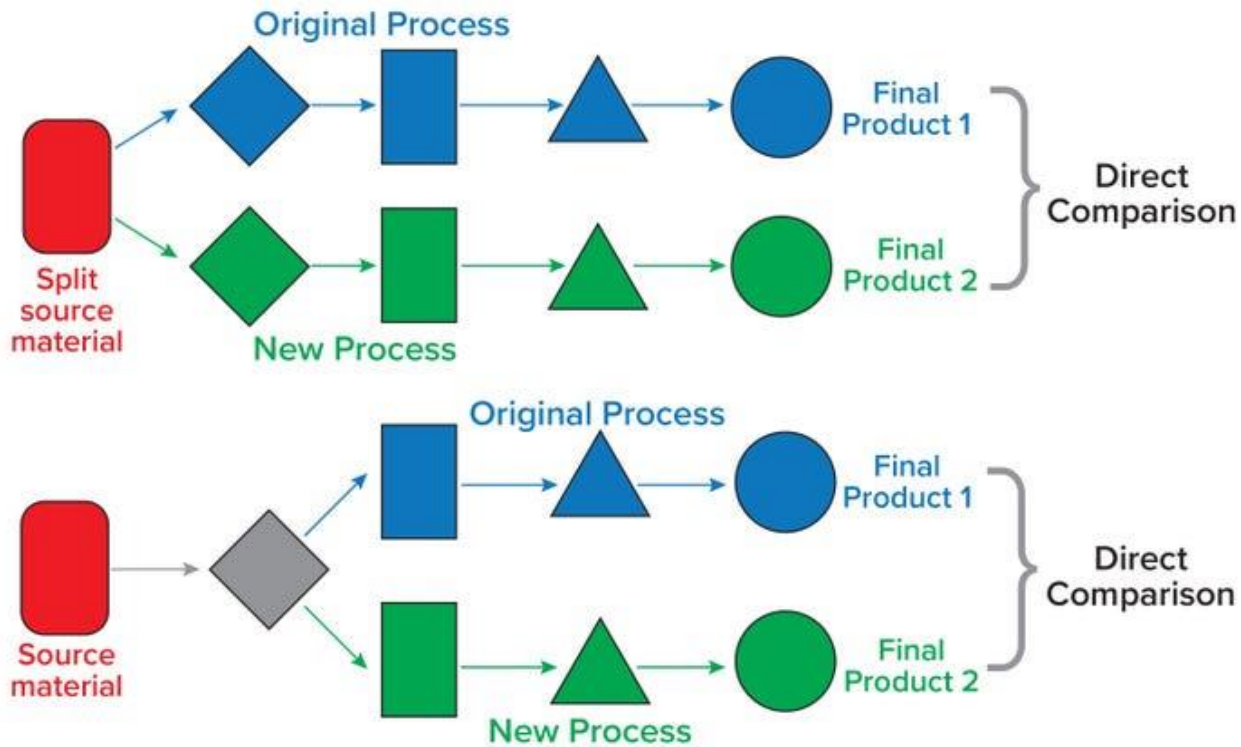 Original Process
Final
Product 1
Direct
Comparison
Final
Product 2
Split
source
material
New Process
Original Process
Final
Product 1
Direct
Comparison
Source
material
Final
Product 2
New Process